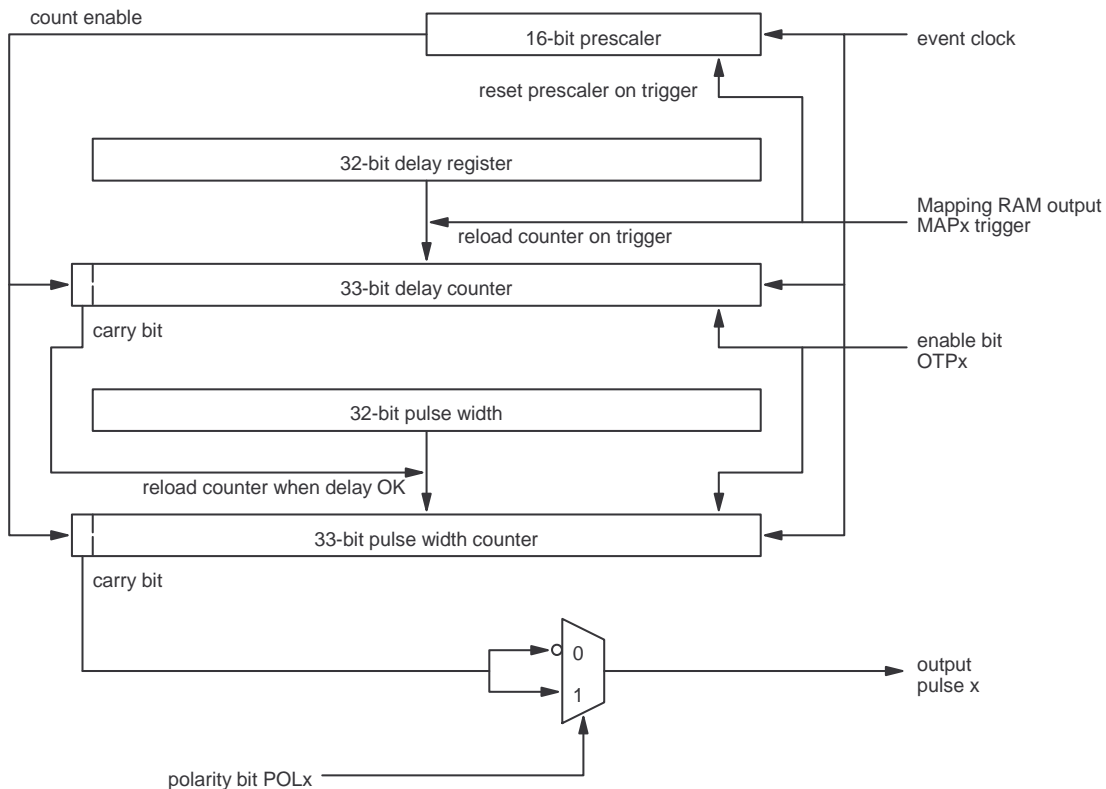 count enable
16-bit prescaler
event clock
reset prescaler on trigger
32-bit delay register
Mapping RAM output
MAPx trigger
reload counter on trigger
33-bit delay counter
carry bit
enable bit
OTPx
32-bit pulse width
reload counter when delay OK
33-bit pulse width counter
carry bit
0
1
output
pulse x
polarity bit POLx